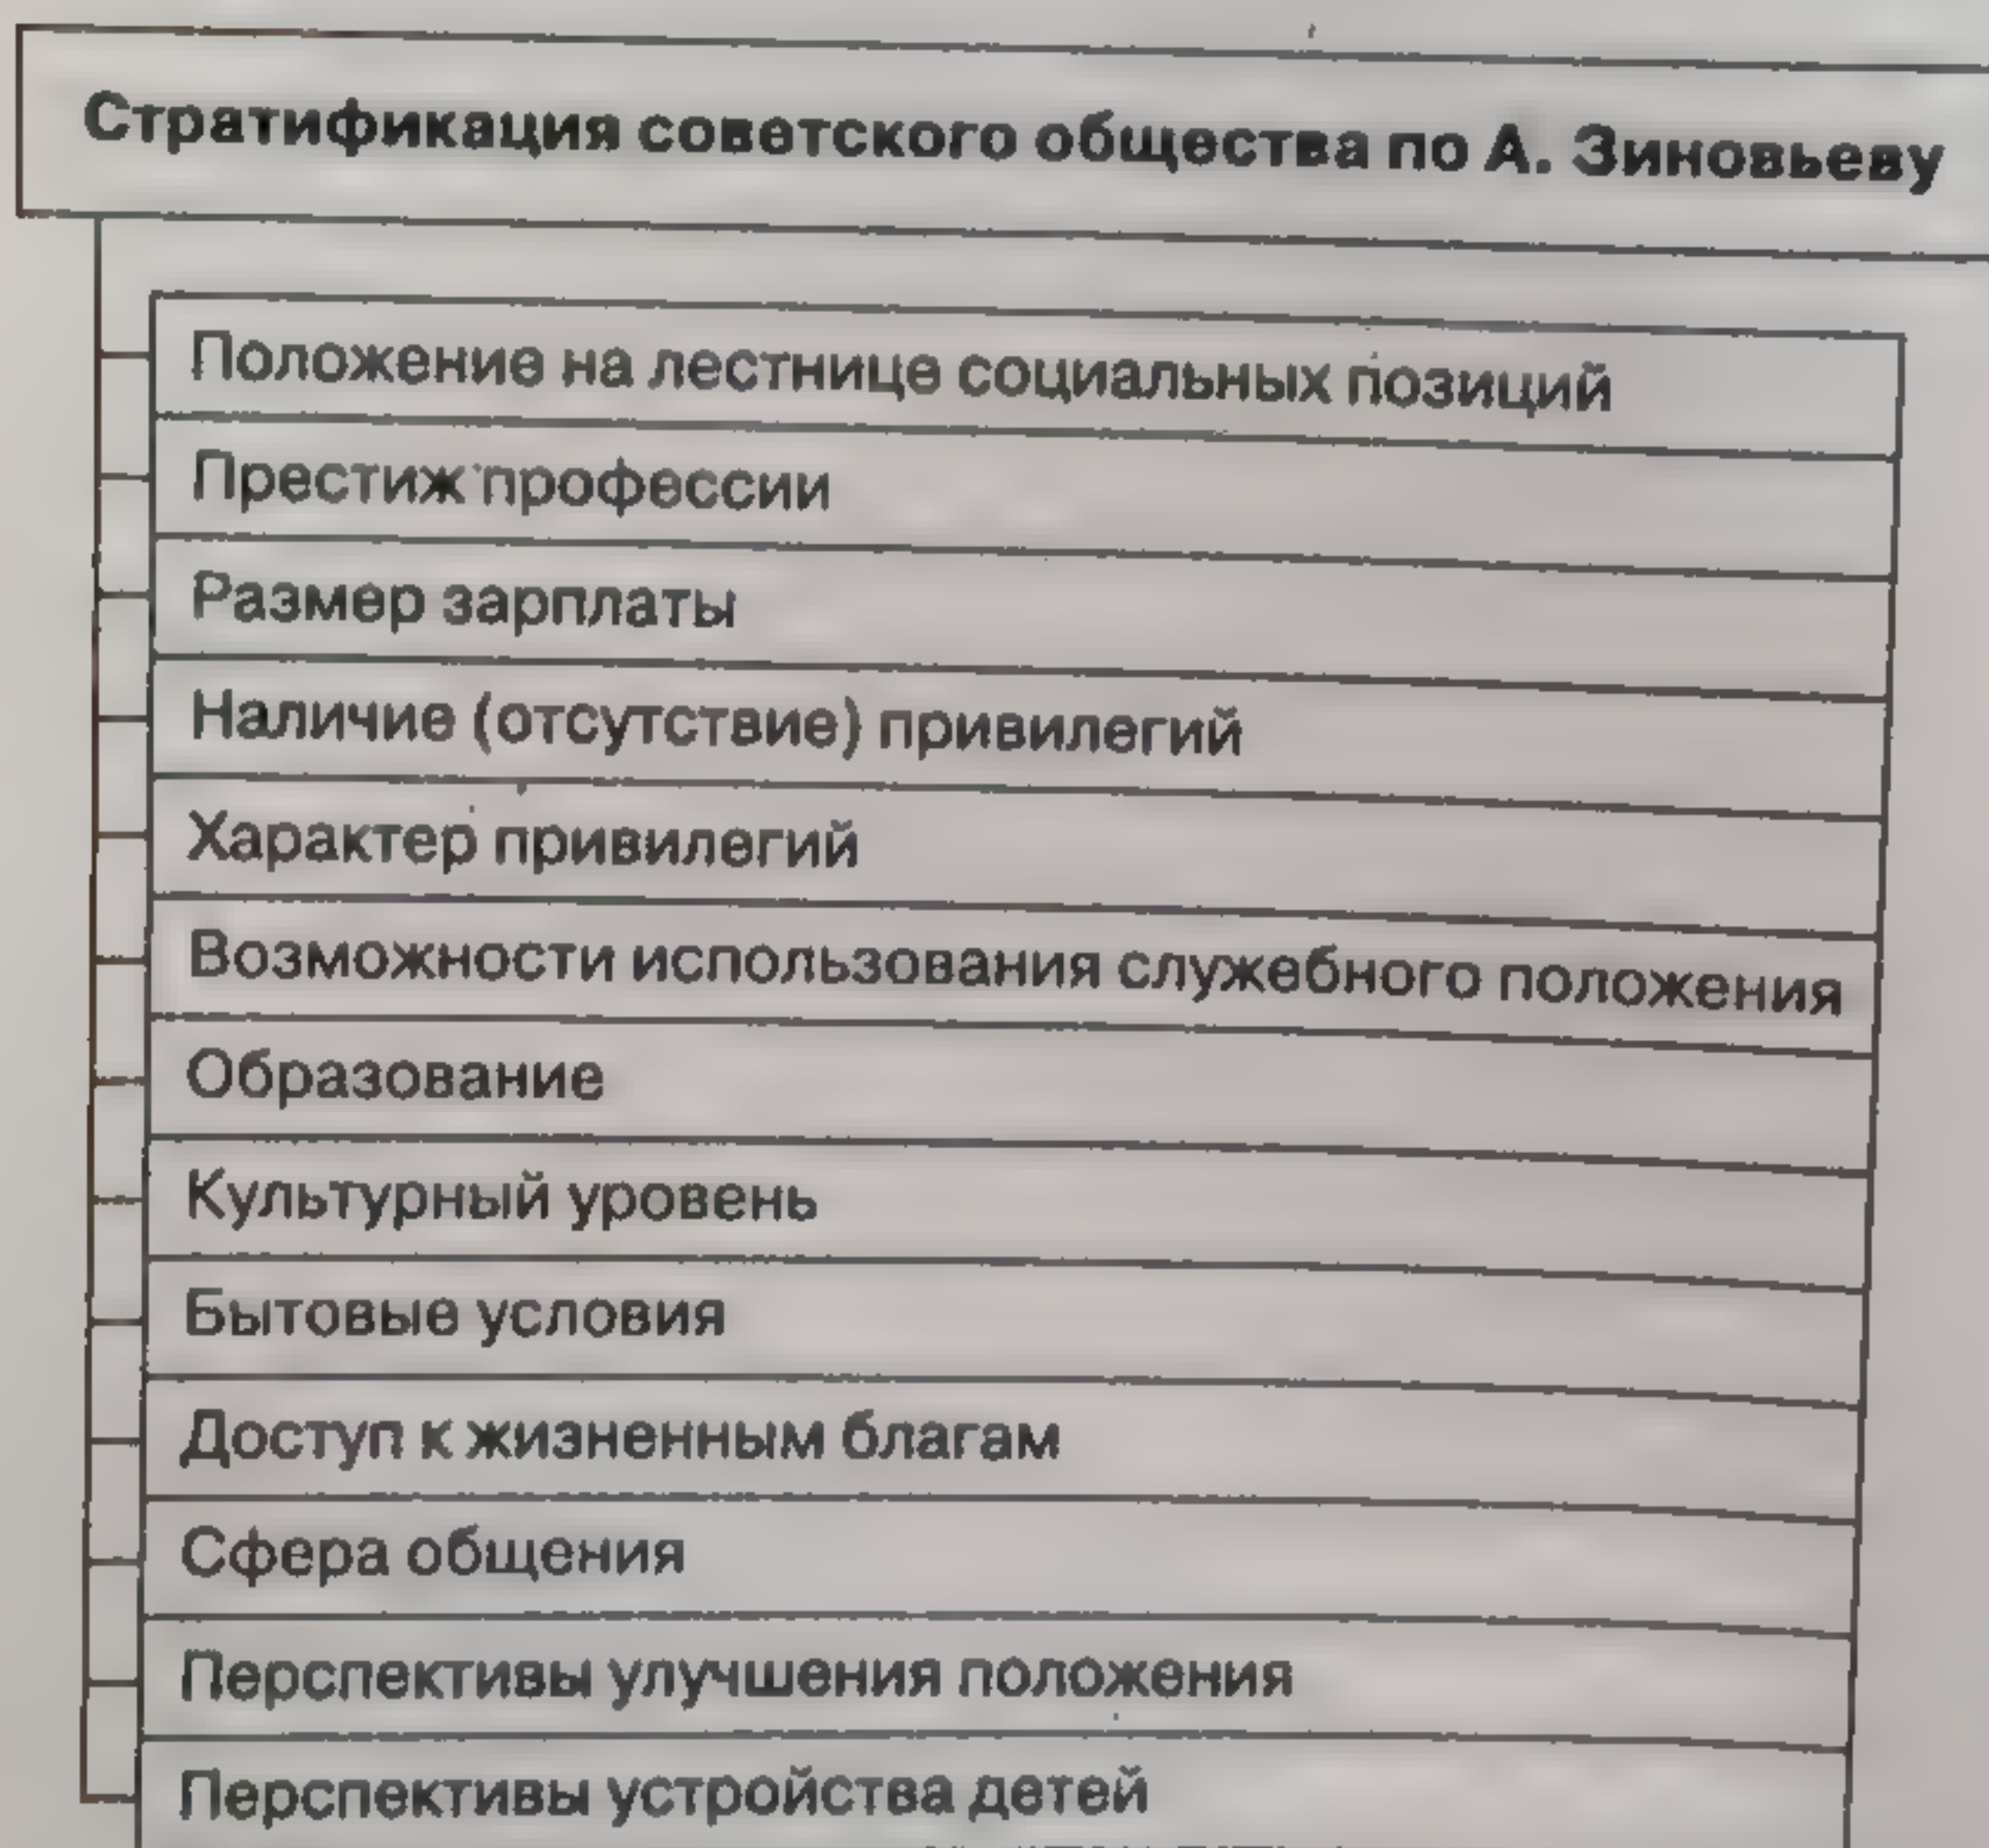 Стратификация советского общества по А. Зиновьеву
Положение на лестнице социальных позиций
Престиж профессии
Размер зарплаты
Наличие (отсутствие) привилегий
Характер привилегий
Возможности использования служебного положения
Образование
Культурный уровень
Бытовые условия
Доступ к жизненным благам
Сфера общения
Перспективы улучшения положения
Перспективы устройства детей